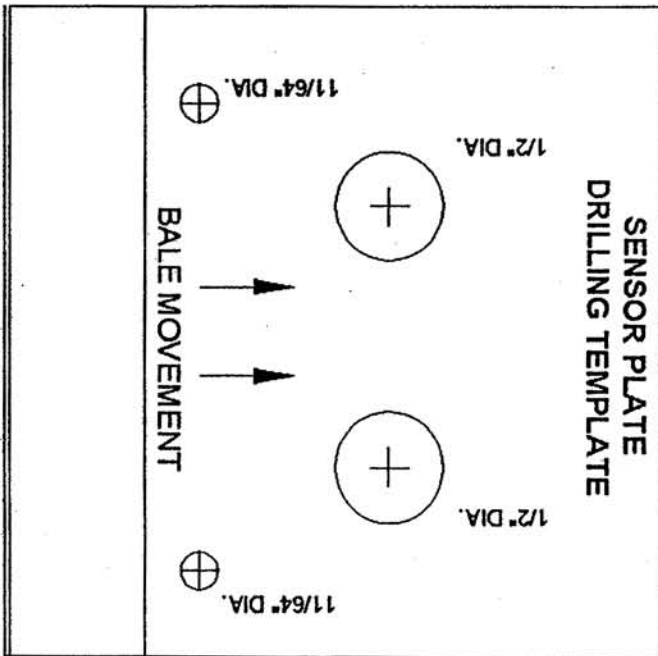 SENSOR PLATE
DRILLING TEMPLATE
1/2" DIA.
1/2" DIA.
BALE MOVEMENT
11/64" DIA.
11/64" DIA.